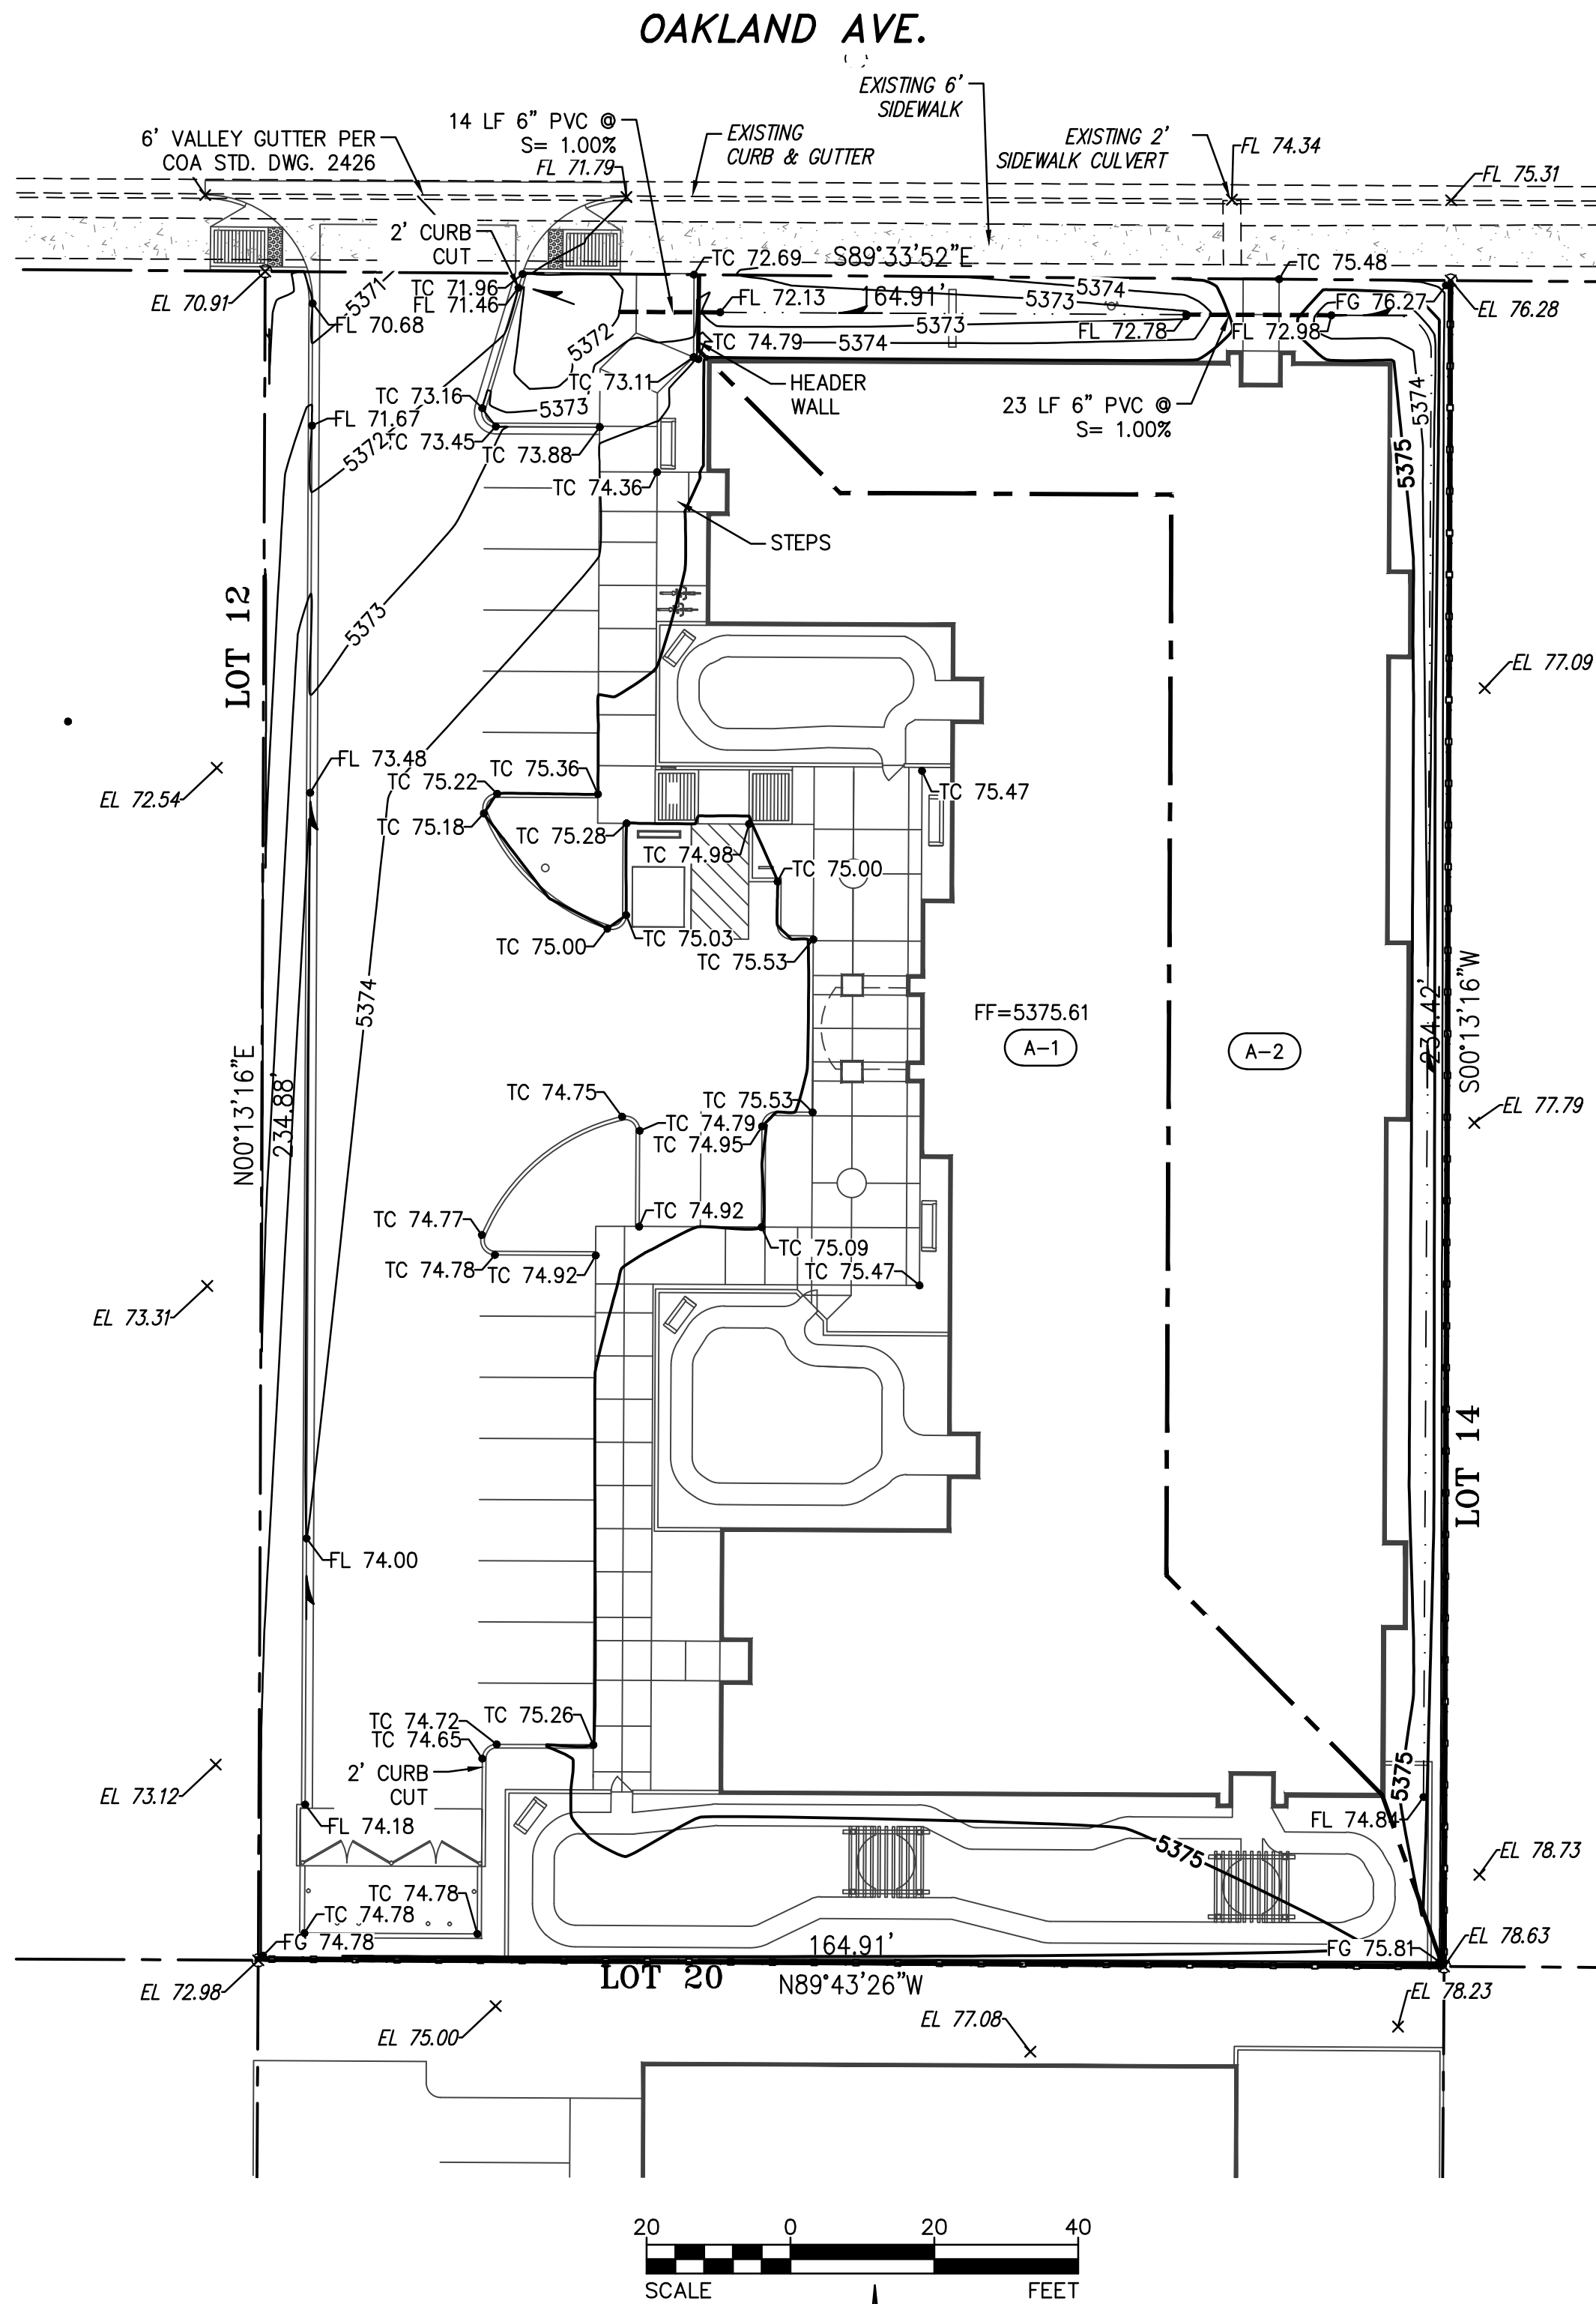 OAKLAND AVE.
EXISTING 6'
SIDEWALK
14 LF 6" PVC @
S= 1.00%
FL 71.79
EXISTING
CURB & GUTTER
6' VALLEY GUTTER PER
COA STD. DWG. 2426
EXISTING 2'
SIDEWALK CULVERT
FL 74.34
FL 75.31
2' CURB
CUT
TC 72.69
S89°33'52"E
TC 75.48
EL 70.91
5371
TC 71.96
FL 71.46
FL 72.13
164.91'
5373
5374
FG 76.27
EL 76.28
FL 70.68
5372
5373
FL 72.78
FL 72.98
TC 74.79
5374
TC 73.11
HEADER
WALL
TC 73.16
5373
23 LF 6" PVC @
S= 1.00%
5374
FL 71.67
5372
TC 73.45
TC 73.88
5375
TC 74.36
STEPS
LOT 12
5373
EL 77.09
FL 73.48
TC 75.36
TC 75.22
TC 75.47
EL 72.54
TC 75.18
TC 75.28
TC 74.98
TC 75.00
TC 75.00
TC 75.03
TC 75.53
5374
FF=5375.61
A-1
A-2
234.42'
S00°13'16"W
N00°13'16"E
234.88'
TC 74.75
TC 75.53
TC 74.79
TC 74.95
EL 77.79
TC 74.77
TC 74.92
TC 75.09
TC 74.78
TC 74.92
TC 75.47
EL 73.31
LOT 14
FL 74.00
TC 74.72
TC 75.26
TC 74.65
2' CURB
CUT
5375
EL 73.12
FL 74.18
FL 74.84
5375
EL 78.73
TC 74.78
TC 74.78
FG 74.78
164.91'
FG 75.81
EL 78.63
LOT 20
N89°43'26"W
EL 72.98
EL 78.23
EL 75.00
EL 77.08
20 0 20 40
SCALE FEET